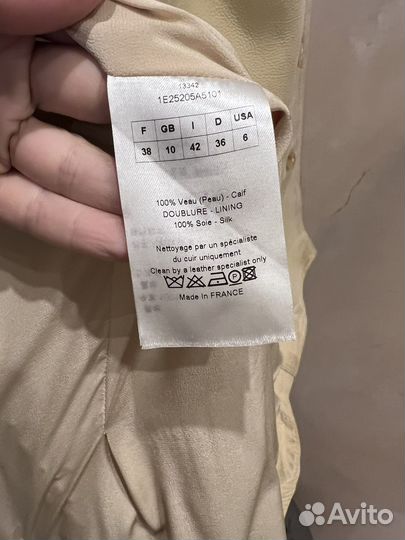 13342
1E25205A5101
F GB I D USA
38 10 42 36 6
100% Veau (Peau) - Calf
DOUBLURE - LINING
100% Soie - Silk
Nettoyage par un spécialiste
du cuir uniquement
Clean by a leather specialist only
Made in FRANCE
Avito